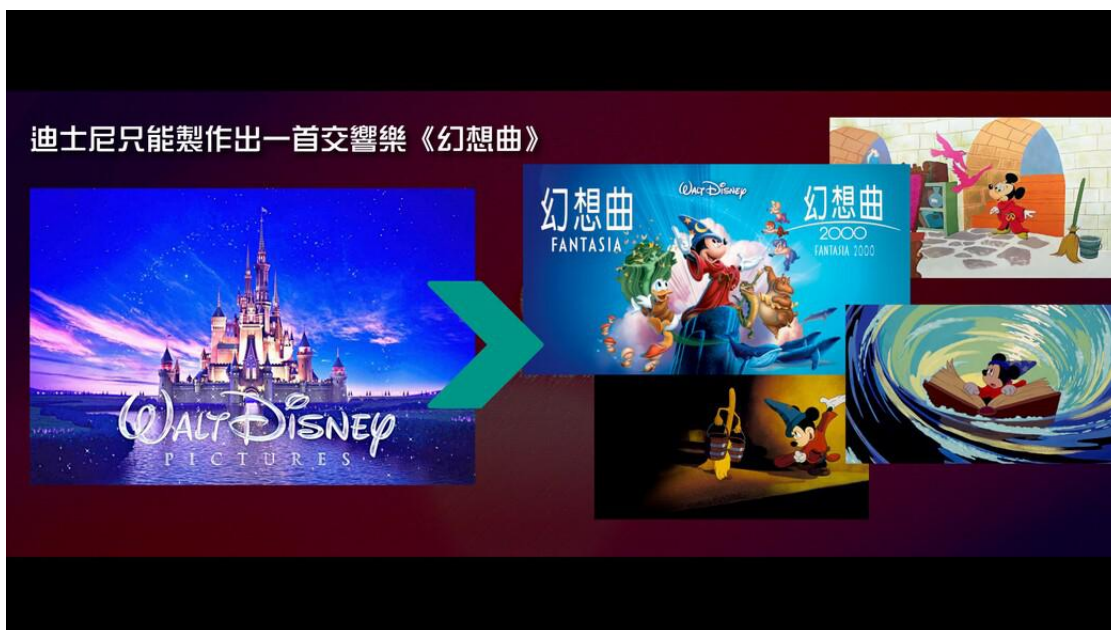 迪士尼只能製作出一首交響樂《幻想曲》
WALT DISNEY
PICTURES
幻想曲
FANTASIA
WALT DISNEY
幻想曲
2000
FANTASIA 2000